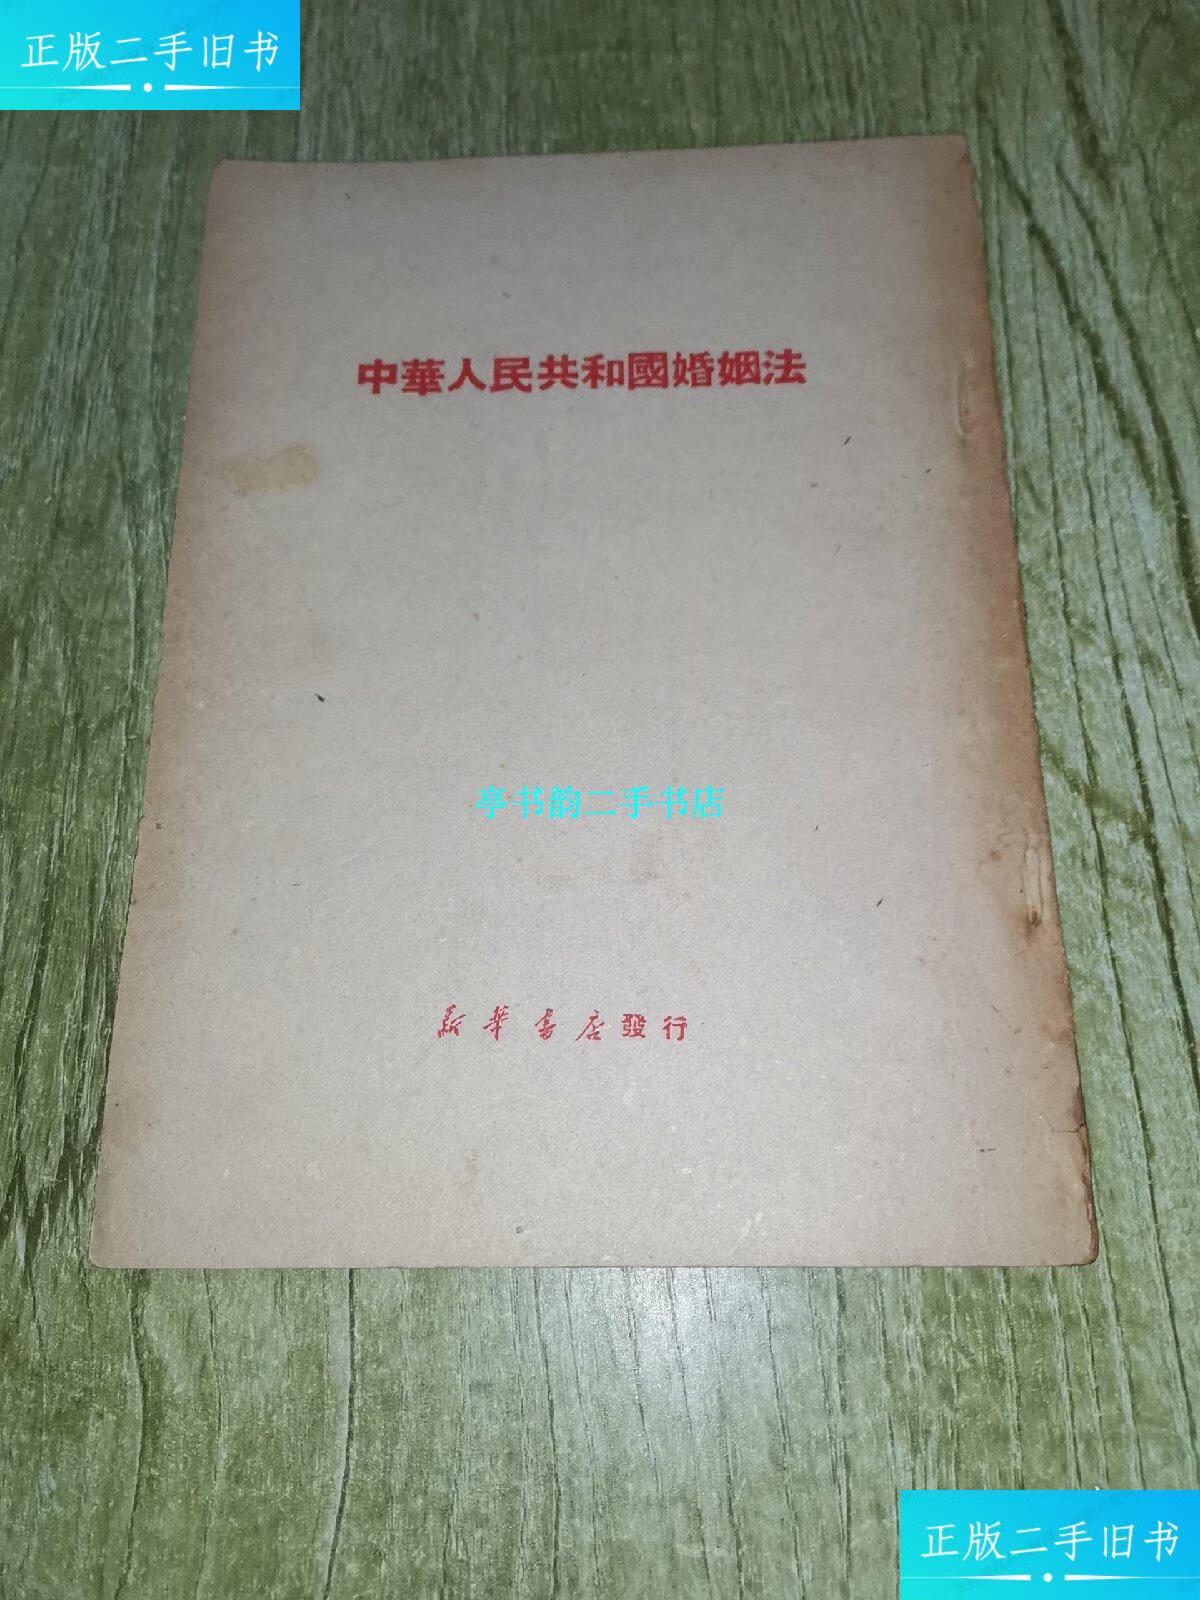 正版二手旧书
中華人民共和國婚姻法
亭书韵二手书店
新華書店發行
正版二手旧书